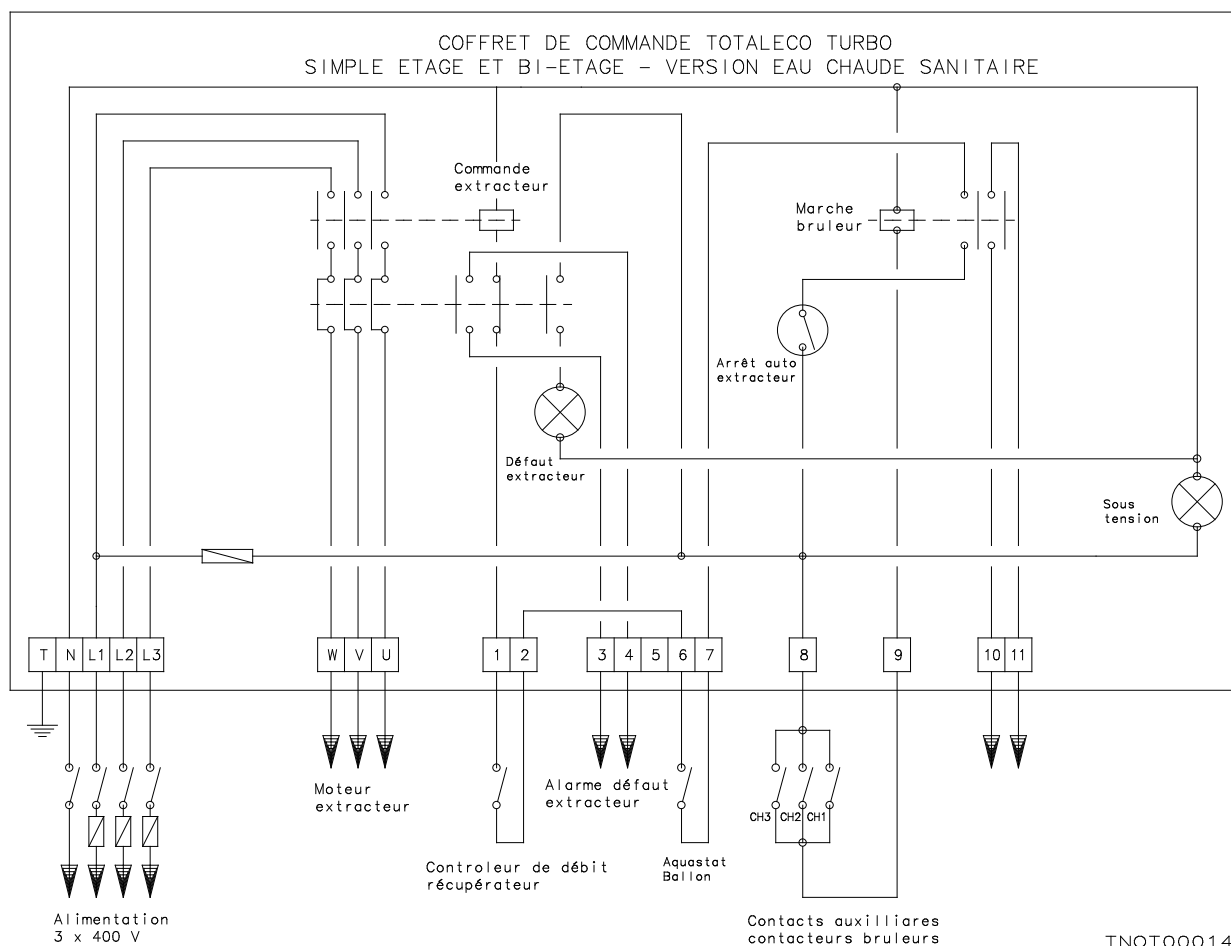 COFFRET DE COMMANDE TOTALECO TURBO
SIMPLE ETAGE ET BI-ETAGE - VERSION EAU CHAUDE SANITAIRE
Commande
extracteur
Marche
bruleur
Arrêt auto
extracteur
Défaut
extracteur
Sous
tension
T N L1 L2 L3 W V U 1 2 3 4 5 6 7 8 9 10 11
Moteur
extracteur
Alarme défaut
extracteur
CH3 CH2 CH1
Controleur de débit
récupérateur
Aquastat
Ballon
Alimentation
3 x 400 V
Contacts auxilliares
contacteurs bruleurs
TNOT00014